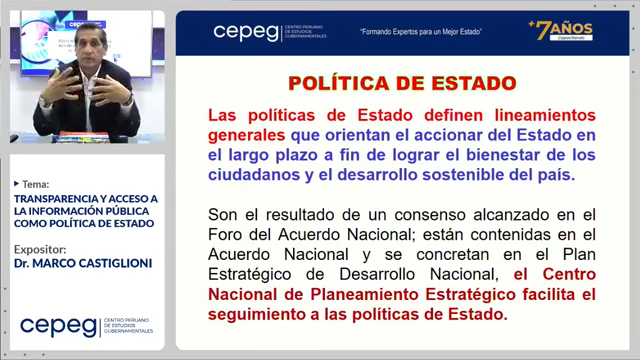 cepeg
CENTRO PERUANO
DE ESTUDIOS
GUBERNAMENTALES
"Formando Expertos para un Mejor Estado"
+7 AÑOS
Capacitando
POLÍTICA DE ESTADO
Las políticas de Estado definen lineamientos
generales que orientan el accionar del Estado en
el largo plazo a fin de lograr el bienestar de los
ciudadanos y el desarrollo sostenible del país.
Son el resultado de un consenso alcanzado en el
Foro del Acuerdo Nacional; están contenidas en el
Acuerdo Nacional y se concretan en el Plan
Estratégico de Desarrollo Nacional, el Centro
Nacional de Planeamiento Estratégico facilita el
seguimiento a las políticas de Estado.
Tema:
TRANSPARENCIA Y ACCESO A
LA INFORMACIÓN PÚBLICA
COMO POLÍTICA DE ESTADO
Expositor:
Dr. MARCO CASTIGLIONI
cepeg
CENTRO PERUANO
DE ESTUDIOS
GUBERNAMENTALES